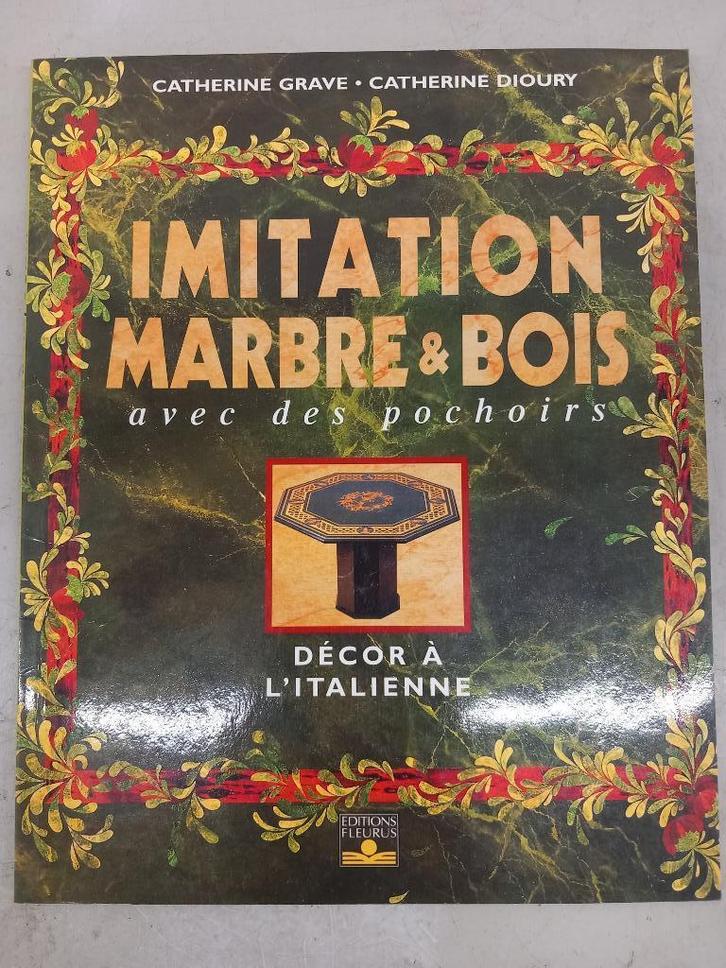 CATHERINE GRAVE • CATHERINE DIOURY
IMITATION
MARBRE & BOIS
avec des pochoirs
DÉCOR À
L'ITALIENNE
EDITIONS
FLEURUS